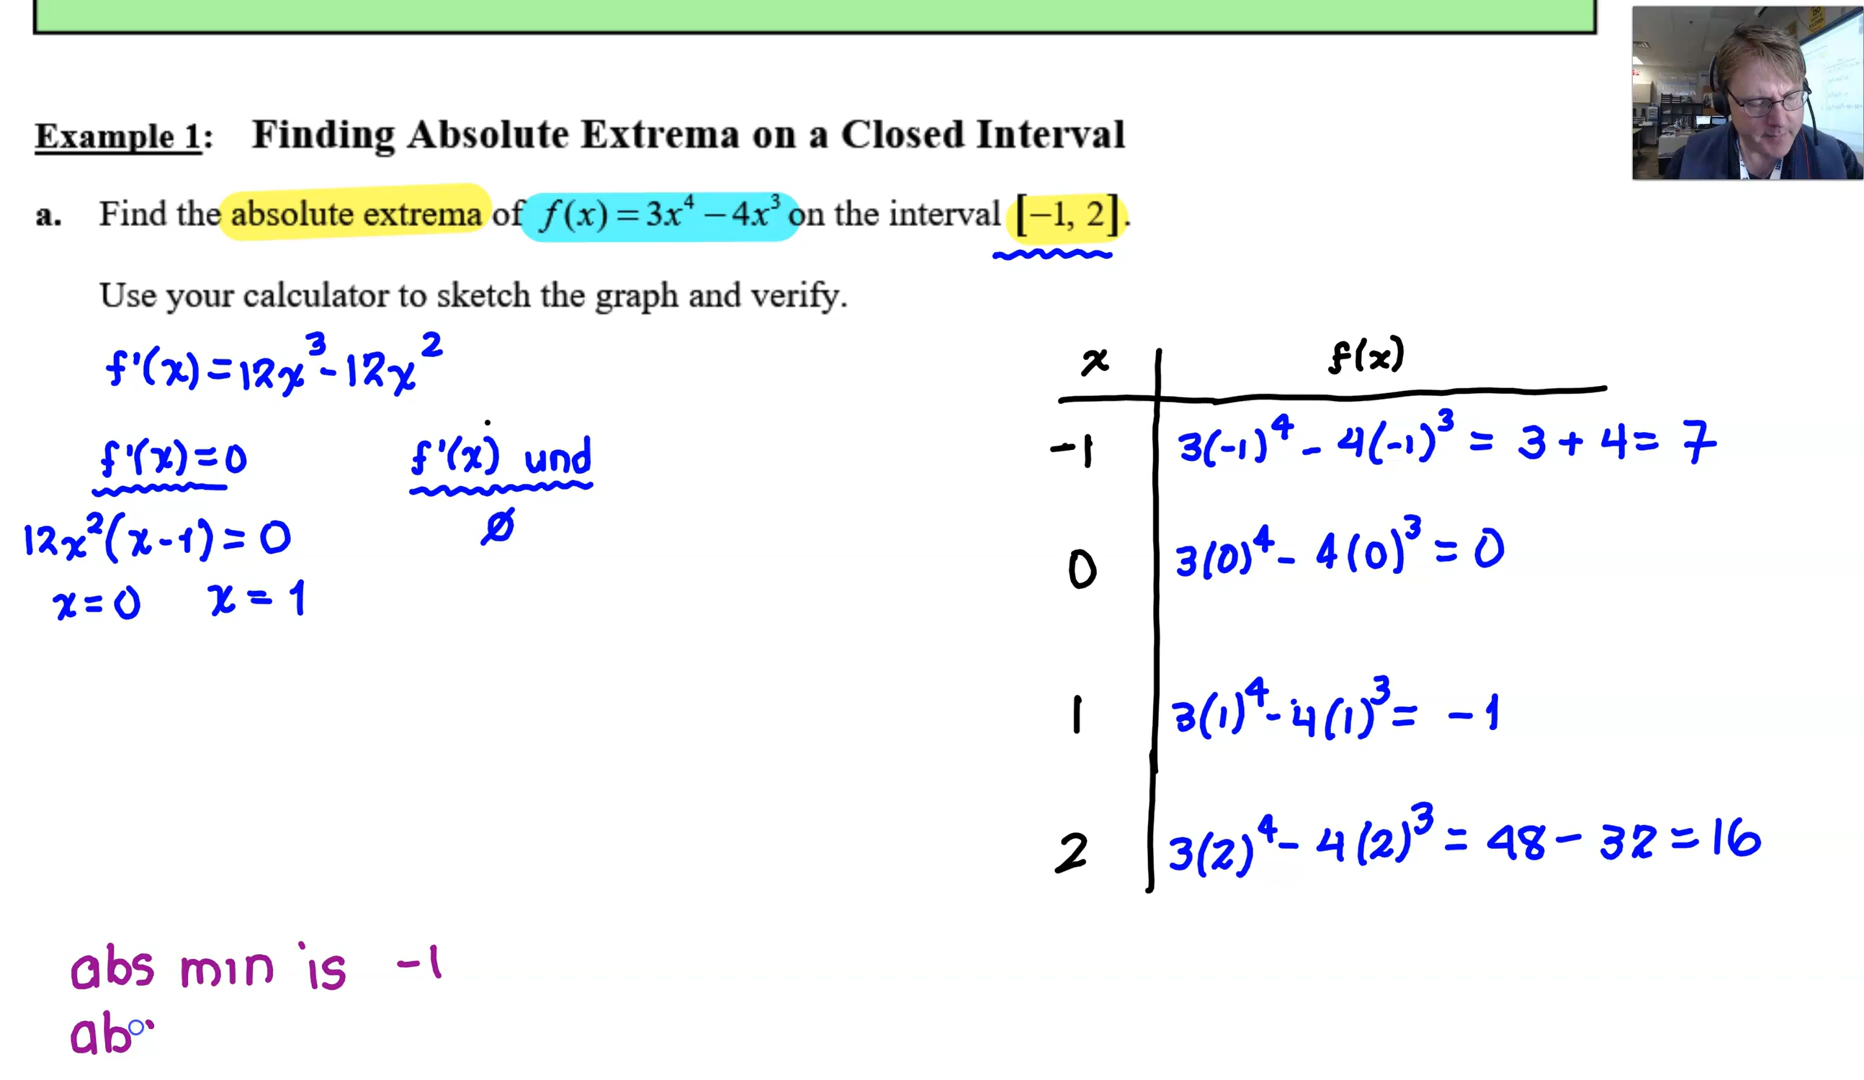 Example 1: Finding Absolute Extrema on a Closed Interval
a. Find the absolute extrema of f(x) = 3x⁴ − 4x³ on the interval [−1, 2].
Use your calculator to sketch the graph and verify.
f'(x) = 12x³ - 12x²
f'(x) = 0 f'(x) und
12x²(x-1) = 0 ∅
x = 0 x = 1
x f(x)
-1 3(-1)⁴ - 4(-1)³ = 3 + 4 = 7
0 3(0)⁴ - 4(0)³ = 0
1 3(1)⁴ - 4(1)³ = -1
2 3(2)⁴ - 4(2)³ = 48 - 32 = 16
abs min is -1
ab